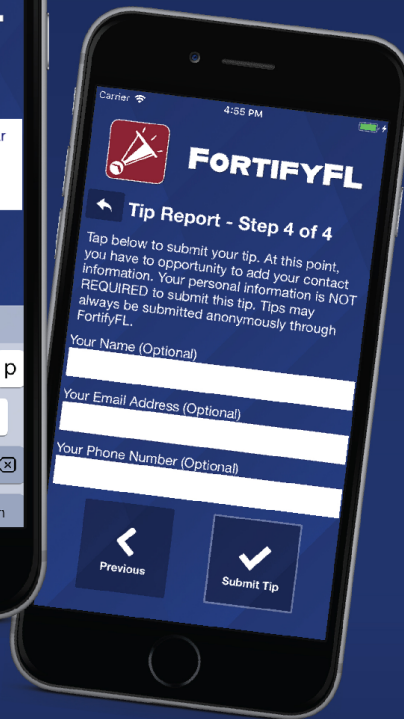 Carrier
4:55 PM
FORTIFYFL
Tip Report - Step 4 of 4
Tap below to submit your tip. At this point,
you have to opportunity to add your contact
information. Your personal information is NOT
REQUIRED to submit this tip. Tips may
always be submitted anonymously through
FortifyFL.
Your Name (Optional)
Your Email Address (Optional)
Your Phone Number (Optional)
Previous
Submit Tip
p